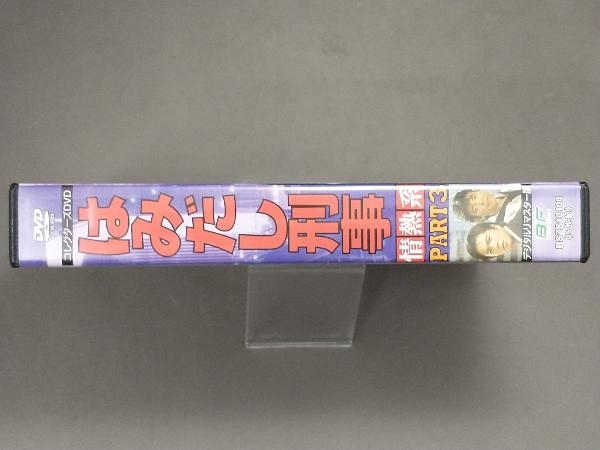 DVD
コレクターズDVD
はみだし刑事
情熱系
PART3
デジタルリマスター版
BF